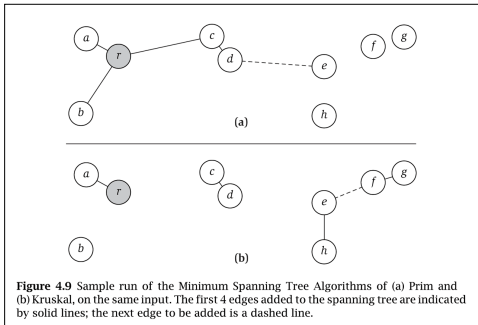 a
r
c
d
b
e
f
g
h
(a)
a
r
c
d
b
e
f
g
h
(b)
Figure 4.9 Sample run of the Minimum Spanning Tree Algorithms of (a) Prim and
(b) Kruskal, on the same input. The first 4 edges added to the spanning tree are indicated
by solid lines; the next edge to be added is a dashed line.